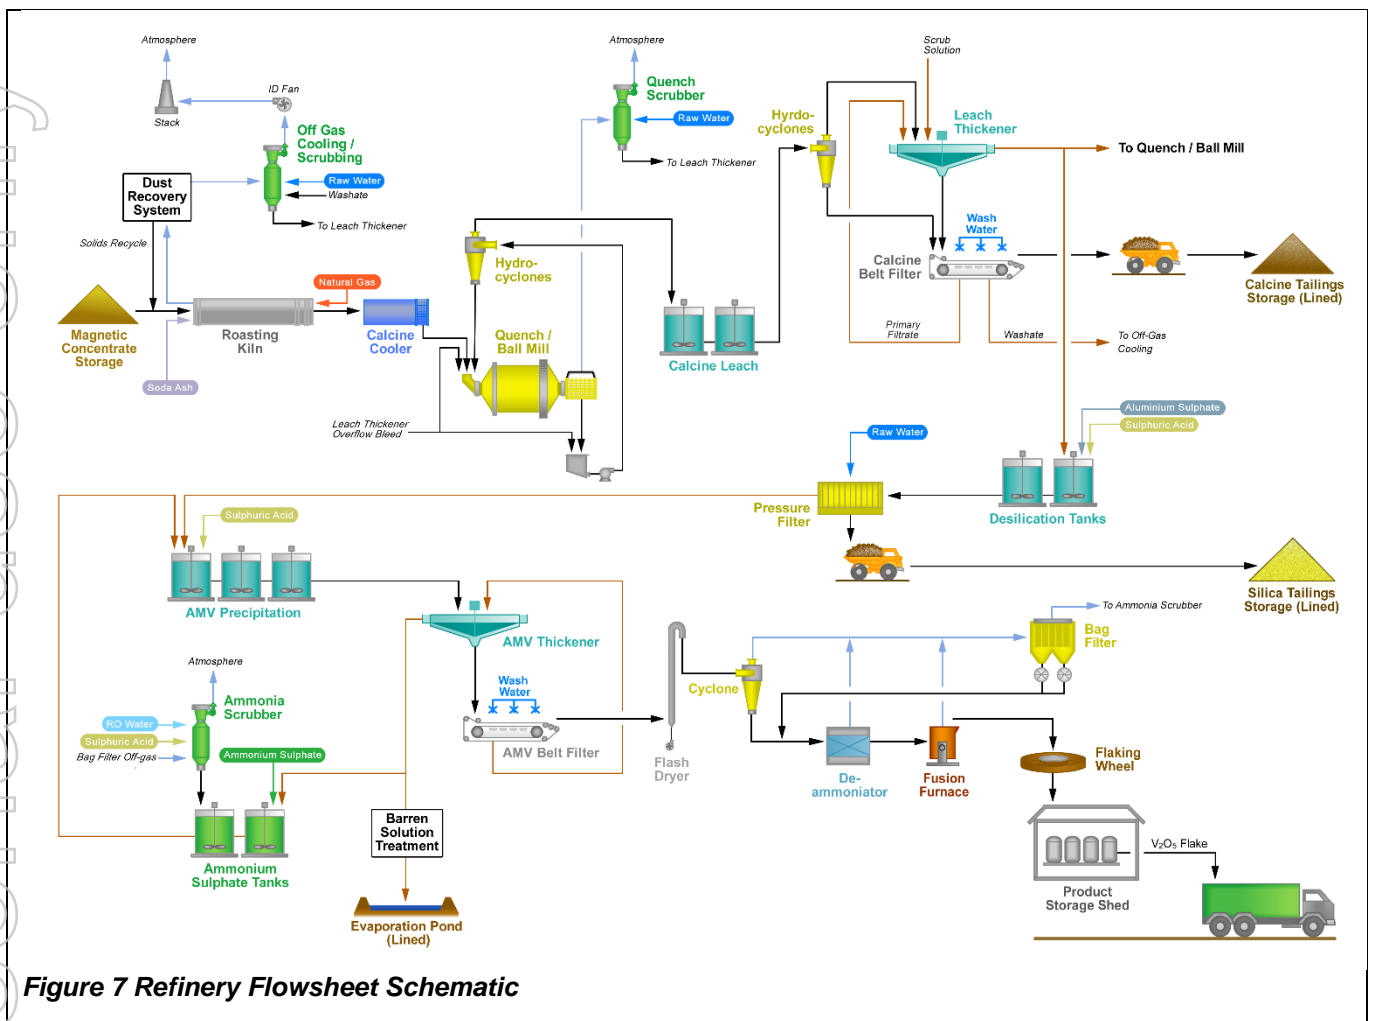 Atmosphere
ID Fan
Stack
Off Gas
Cooling /
Scrubbing
Raw Water
Washate
To Leach Thickener
Dust
Recovery
System
Solids Recycle
Magnetic
Concentrate
Storage
Soda Ash
Roasting
Kiln
Natural Gas
Calcine
Cooler
Hydro-
cyclones
Quench /
Ball Mill
Leach Thickener
Overflow Bleed
Atmosphere
Quench
Scrubber
Raw Water
To Leach Thickener
Calcine Leach
Hyrdo-
cyclones
Scrub
Solution
Leach
Thickener
To Quench / Ball Mill
Wash
Water
Calcine
Belt Filter
Primary
Filtrate
Washate
To Off-Gas
Cooling
Calcine Tailings
Storage (Lined)
Aluminium Sulphate
Sulphuric Acid
Desilication Tanks
Raw Water
Pressure
Filter
Silica Tailings
Storage (Lined)
Sulphuric Acid
AMV Precipitation
AMV Thickener
Wash
Water
AMV Belt Filter
Atmosphere
Ammonia
Scrubber
RO Water
Sulphuric Acid
Bag Filter Off-gas
Ammonium Sulphate
Ammonium
Sulphate Tanks
Barren
Solution
Treatment
Evaporation Pond
(Lined)
Flash
Dryer
Cyclone
De-
ammoniator
Fusion
Furnace
To Ammonia Scrubber
Bag
Filter
Flaking
Wheel
Product
Storage Shed
V₂O₅ Flake
Figure 7 Refinery Flowsheet Schematic